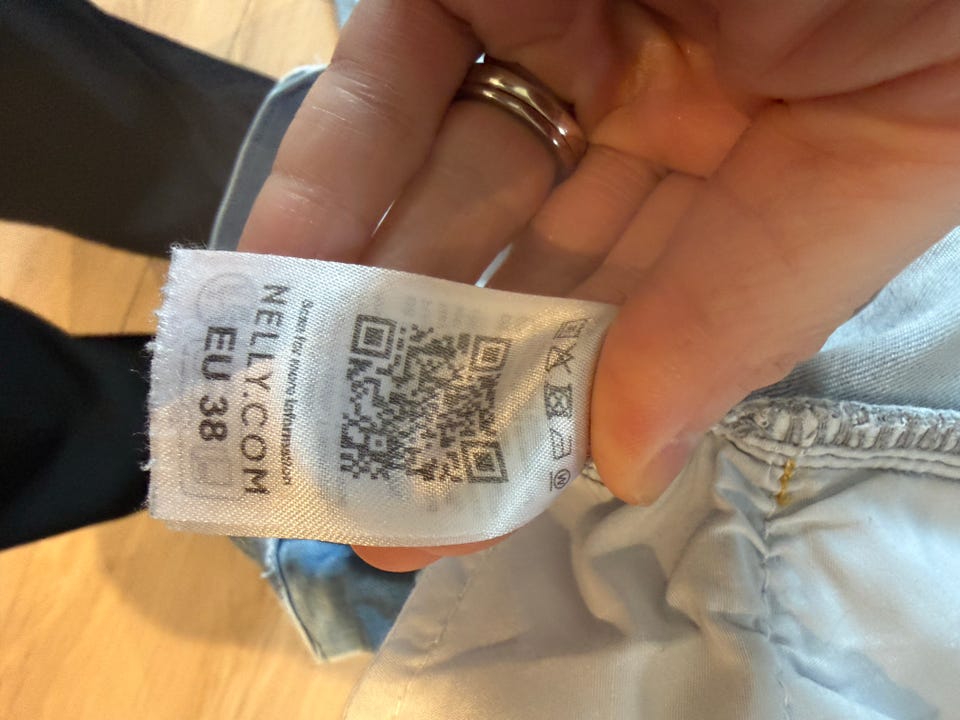 Scan for more information
NELLY.COM
EU 38
W